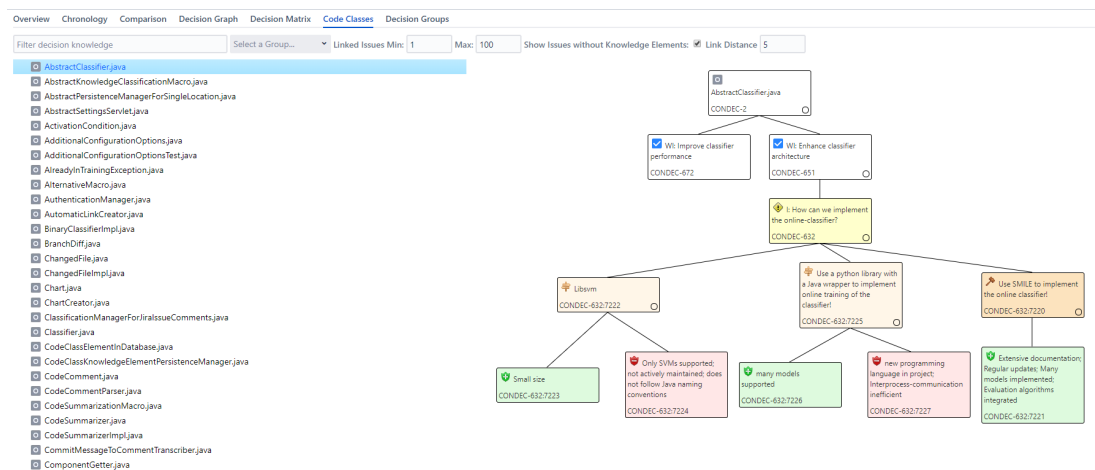 Overview Chronology Comparison Decision Graph Decision Matrix Code Classes Decision Groups
Filter decision knowledge Select a Group... Linked Issues Min: 1 Max: 100 Show Issues without Knowledge Elements: Link Distance 5
AbstractClassifier.java
AbstractKnowledgeClassificationMacro.java
AbstractPersistenceManagerForSingleLocation.java
AbstractSettingsServlet.java
ActivationCondition.java
AdditionalConfigurationOptions.java
AdditionalConfigurationOptionsTest.java
AlreadyInTrainingException.java
AlternativeMacro.java
AuthenticationManager.java
AutomaticLinkCreator.java
BinaryClassifierImpl.java
BranchDiff.java
ChangedFile.java
ChangedFileImpl.java
Chart.java
ChartCreator.java
ClassificationManagerForJiraIssueComments.java
Classifier.java
CodeClassElementInDatabase.java
CodeClassKnowledgeElementPersistenceManager.java
CodeComment.java
CodeCommentParser.java
CodeSummarizationMacro.java
CodeSummarizer.java
CodeSummarizerImpl.java
CommitMessageToCommentTranscriber.java
ComponentGetter.java
AbstractClassifier.java
CONDEC-2
WI: Improve classifier
performance
CONDEC-672
WI: Enhance classifier
architecture
CONDEC-651
I: How can we implement
the online-classifier?
CONDEC-632
Libsvm
CONDEC-632:7222
Use a python library with
a Java wrapper to implement
online training of the
classifier!
CONDEC-632:7225
Use SMILE to implement
the online classifier!
CONDEC-632:7220
Small size
CONDEC-632:7223
Only SVMs supported;
not actively maintained; does
not follow Java naming
conventions
CONDEC-632:7224
many models
supported
CONDEC-632:7226
new programming
language in project;
Interprocess-communication
inefficient
CONDEC-632:7227
Extensive documentation;
Regular updates; Many
models implemented;
Evaluation algorithms
integrated
CONDEC-632:7221